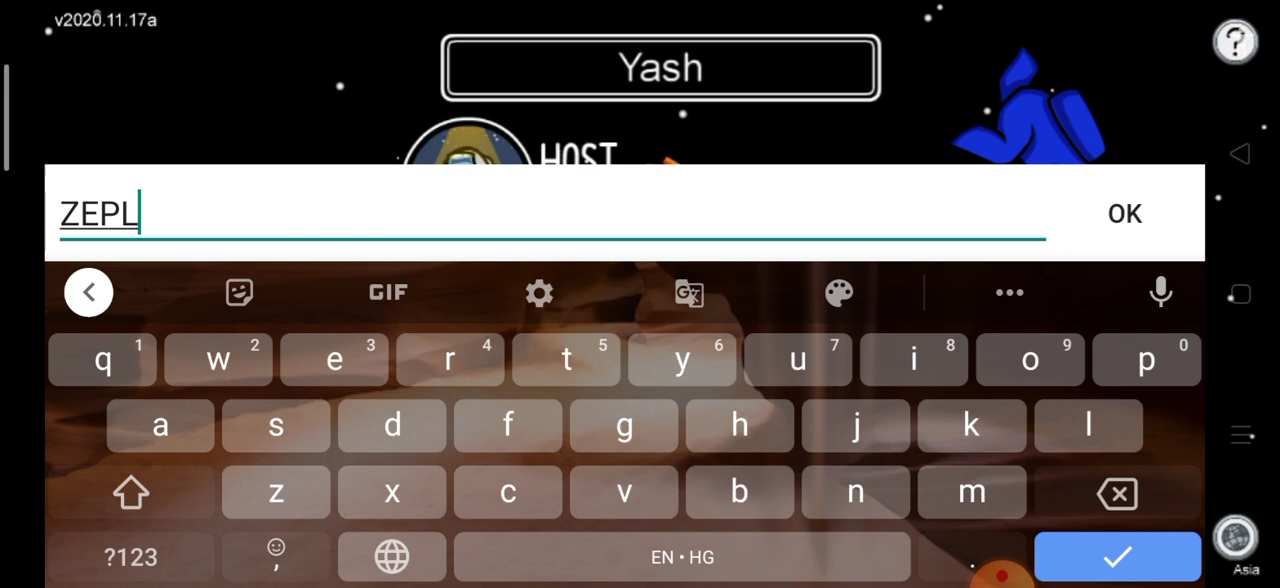 v2020.11.17a
Yash
HOST
ZEPL
OK
GIF
q 1 w 2 e 3 r 4 t 5 y 6 u 7 i 8 o 9 p 0
a s d f g h j k l
z x c v b n m
?123 , EN • HG .
?
Asia